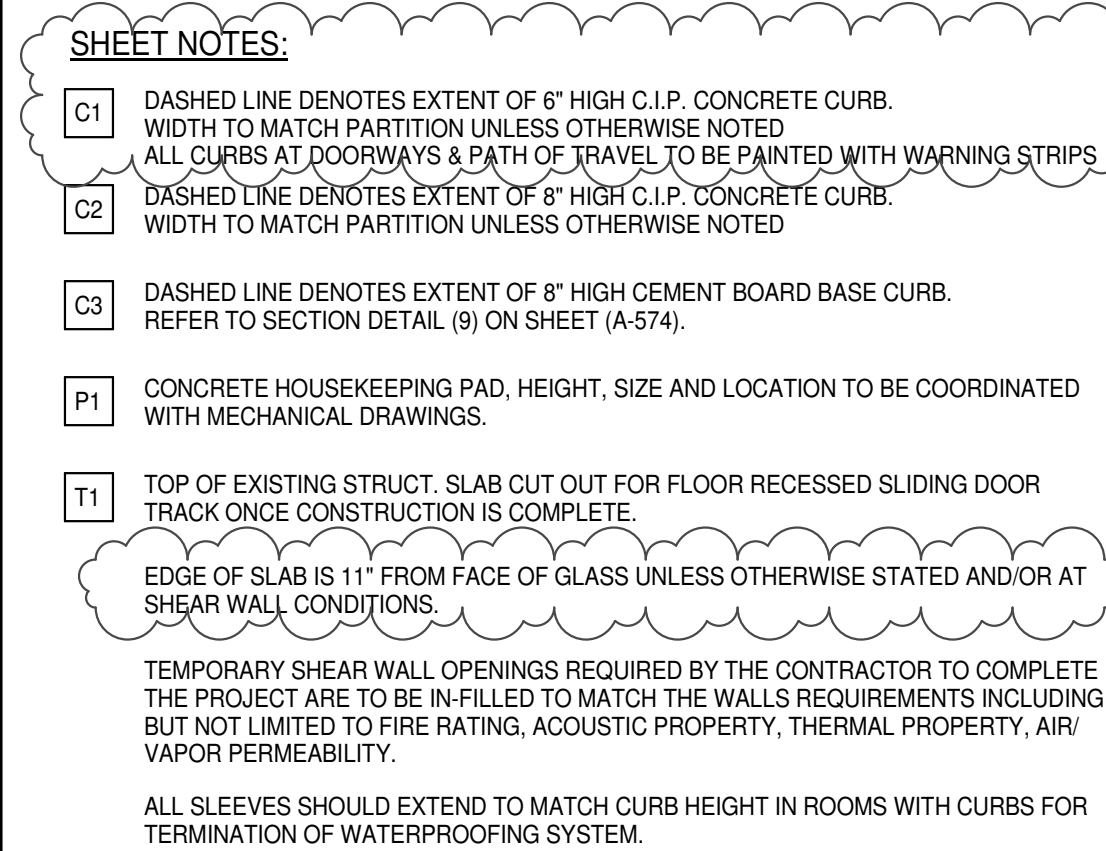 SHEET NOTES:
C1 DASHED LINE DENOTES EXTENT OF 6" HIGH C.I.P. CONCRETE CURB.
WIDTH TO MATCH PARTITION UNLESS OTHERWISE NOTED
ALL CURBS AT DOORWAYS & PATH OF TRAVEL TO BE PAINTED WITH WARNING STRIPS
C2 DASHED LINE DENOTES EXTENT OF 8" HIGH C.I.P. CONCRETE CURB.
WIDTH TO MATCH PARTITION UNLESS OTHERWISE NOTED
C3 DASHED LINE DENOTES EXTENT OF 8" HIGH CEMENT BOARD BASE CURB.
REFER TO SECTION DETAIL (9) ON SHEET (A-574).
P1 CONCRETE HOUSEKEEPING PAD, HEIGHT, SIZE AND LOCATION TO BE COORDINATED
WITH MECHANICAL DRAWINGS.
T1 TOP OF EXISTING STRUCT. SLAB CUT OUT FOR FLOOR RECESSED SLIDING DOOR
TRACK ONCE CONSTRUCTION IS COMPLETE.
EDGE OF SLAB IS 11" FROM FACE OF GLASS UNLESS OTHERWISE STATED AND/OR AT
SHEAR WALL CONDITIONS.
TEMPORARY SHEAR WALL OPENINGS REQUIRED BY THE CONTRACTOR TO COMPLETE
THE PROJECT ARE TO BE IN-FILLED TO MATCH THE WALLS REQUIREMENTS INCLUDING
BUT NOT LIMITED TO FIRE RATING, ACOUSTIC PROPERTY, THERMAL PROPERTY, AIR/
VAPOR PERMEABILITY.
ALL SLEEVES SHOULD EXTEND TO MATCH CURB HEIGHT IN ROOMS WITH CURBS FOR
TERMINATION OF WATERPROOFING SYSTEM.